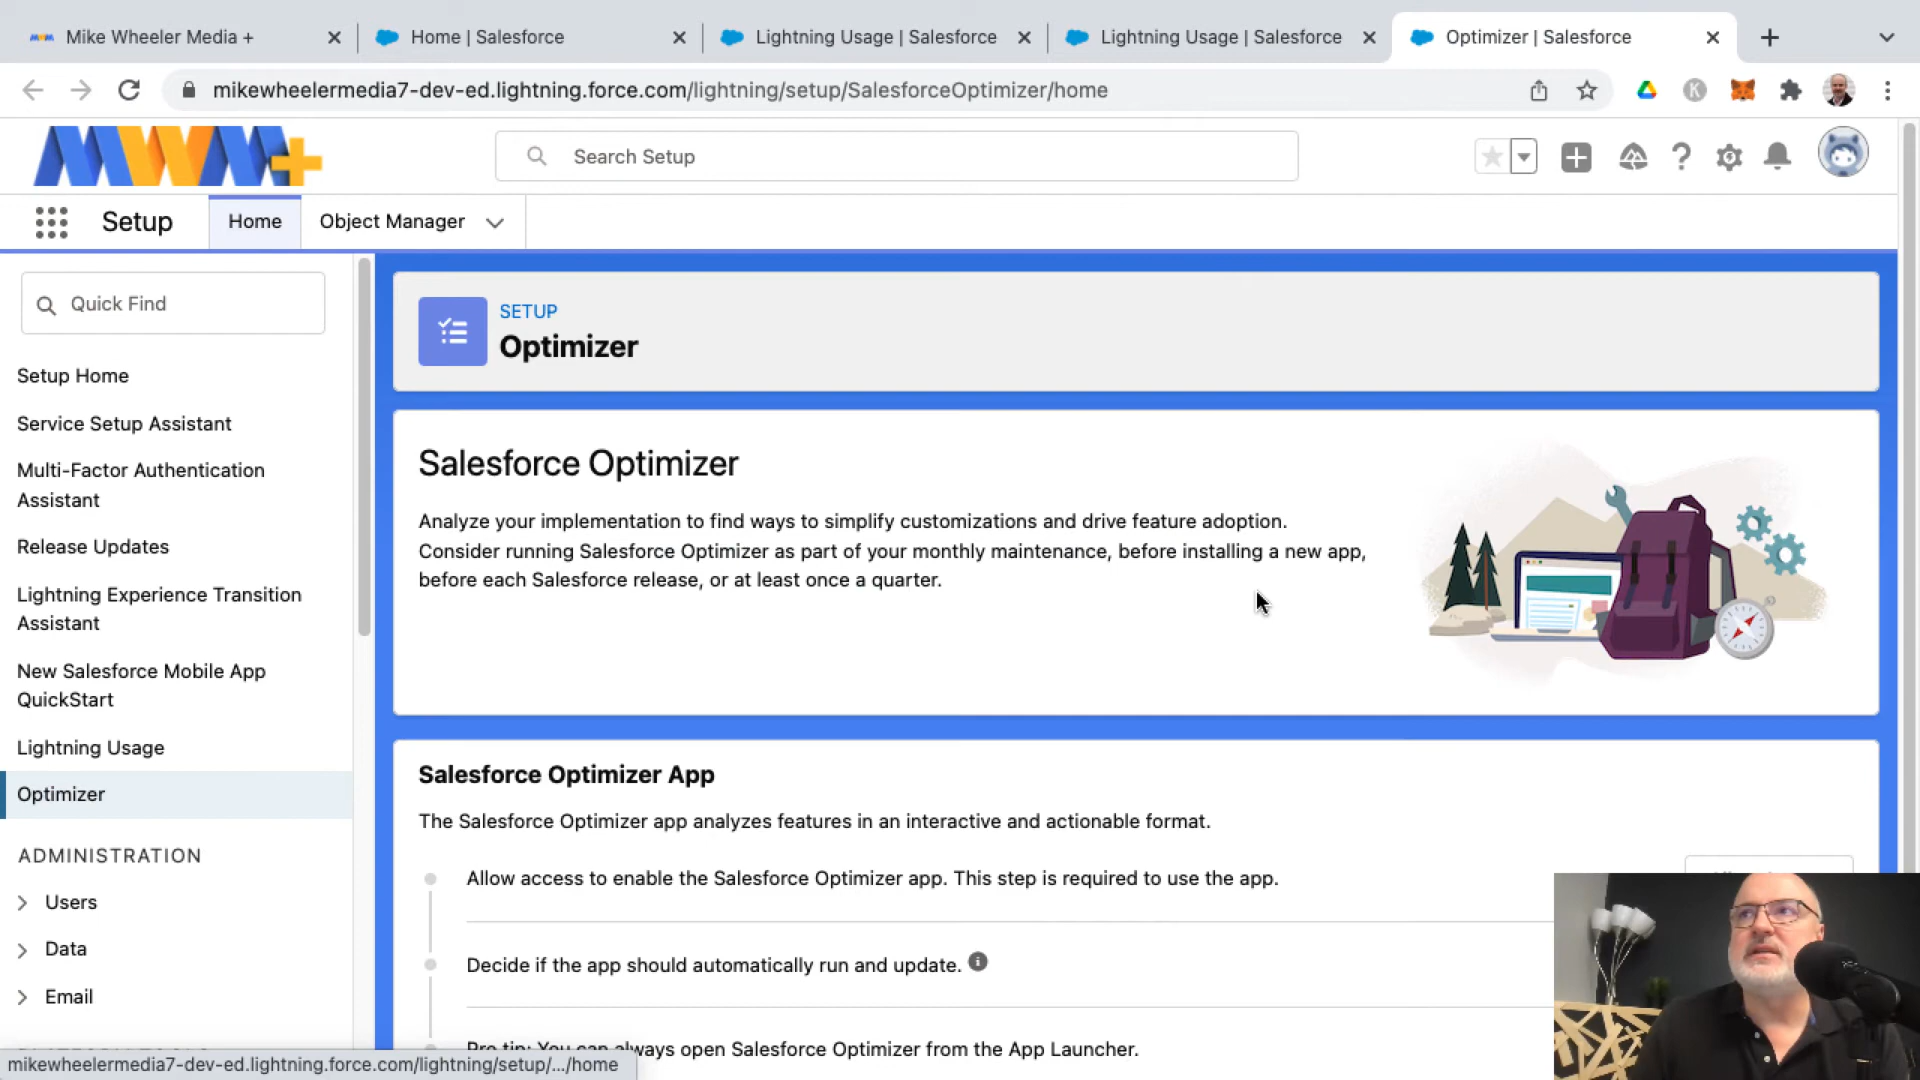 Mike Wheeler Media +
Home | Salesforce
Lightning Usage | Salesforce
Lightning Usage | Salesforce
Optimizer | Salesforce
mikewheelermedia7-dev-ed.lightning.force.com/lightning/setup/SalesforceOptimizer/home
K
MWM+
Search Setup
Setup
Home
Object Manager
Quick Find
Setup Home
Service Setup Assistant
Multi-Factor Authentication
Assistant
Release Updates
Lightning Experience Transition
Assistant
New Salesforce Mobile App
QuickStart
Lightning Usage
Optimizer
ADMINISTRATION
Users
Data
Email
SETUP
Optimizer
Salesforce Optimizer
Analyze your implementation to find ways to simplify customizations and drive feature adoption.
Consider running Salesforce Optimizer as part of your monthly maintenance, before installing a new app,
before each Salesforce release, or at least once a quarter.
Salesforce Optimizer App
The Salesforce Optimizer app analyzes features in an interactive and actionable format.
Allow access to enable the Salesforce Optimizer app. This step is required to use the app.
Decide if the app should automatically run and update.
Pro tip: You can always open Salesforce Optimizer from the App Launcher.
mikewheelermedia7-dev-ed.lightning.force.com/lightning/setup/.../home